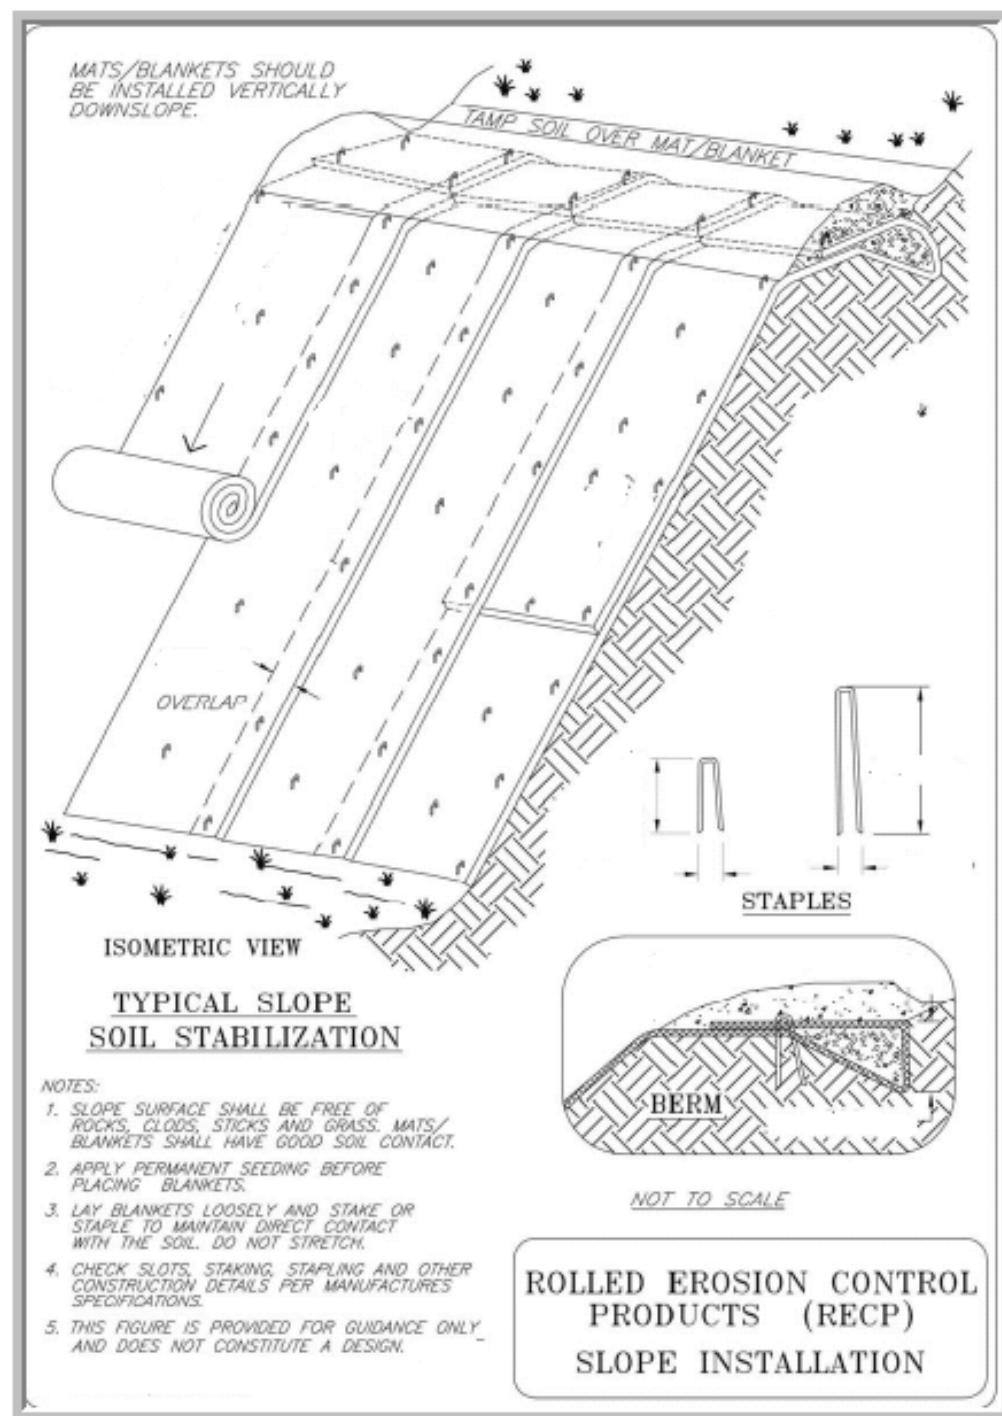 MATS/BLANKETS SHOULD
BE INSTALLED VERTICALLY
DOWNSLOPE.
TAMP SOIL OVER MAT/BLANKET
OVERLAP
ISOMETRIC VIEW
TYPICAL SLOPE
SOIL STABILIZATION
STAPLES
BERM
NOT TO SCALE
NOTES:
1. SLOPE SURFACE SHALL BE FREE OF
ROCKS, CLODS, STICKS AND GRASS. MATS/
BLANKETS SHALL HAVE GOOD SOIL CONTACT.
2. APPLY PERMANENT SEEDING BEFORE
PLACING BLANKETS.
3. LAY BLANKETS LOOSELY AND STAKE OR
STAPLE TO MAINTAIN DIRECT CONTACT
WITH THE SOIL. DO NOT STRETCH.
4. CHECK SLOTS, STAKING, STAPLING AND OTHER
CONSTRUCTION DETAILS PER MANUFACTURES
SPECIFICATIONS.
5. THIS FIGURE IS PROVIDED FOR GUIDANCE ONLY
AND DOES NOT CONSTITUTE A DESIGN.
ROLLED EROSION CONTROL
PRODUCTS (RECP)
SLOPE INSTALLATION